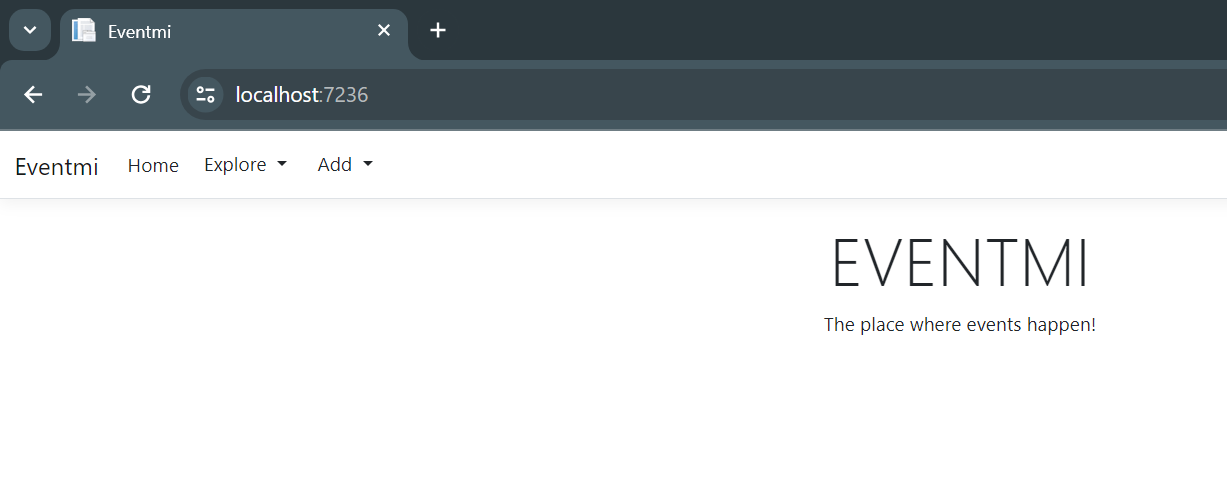 Eventmi
localhost:7236
Eventmi Home Explore Add
EVENTMI
The place where events happen!